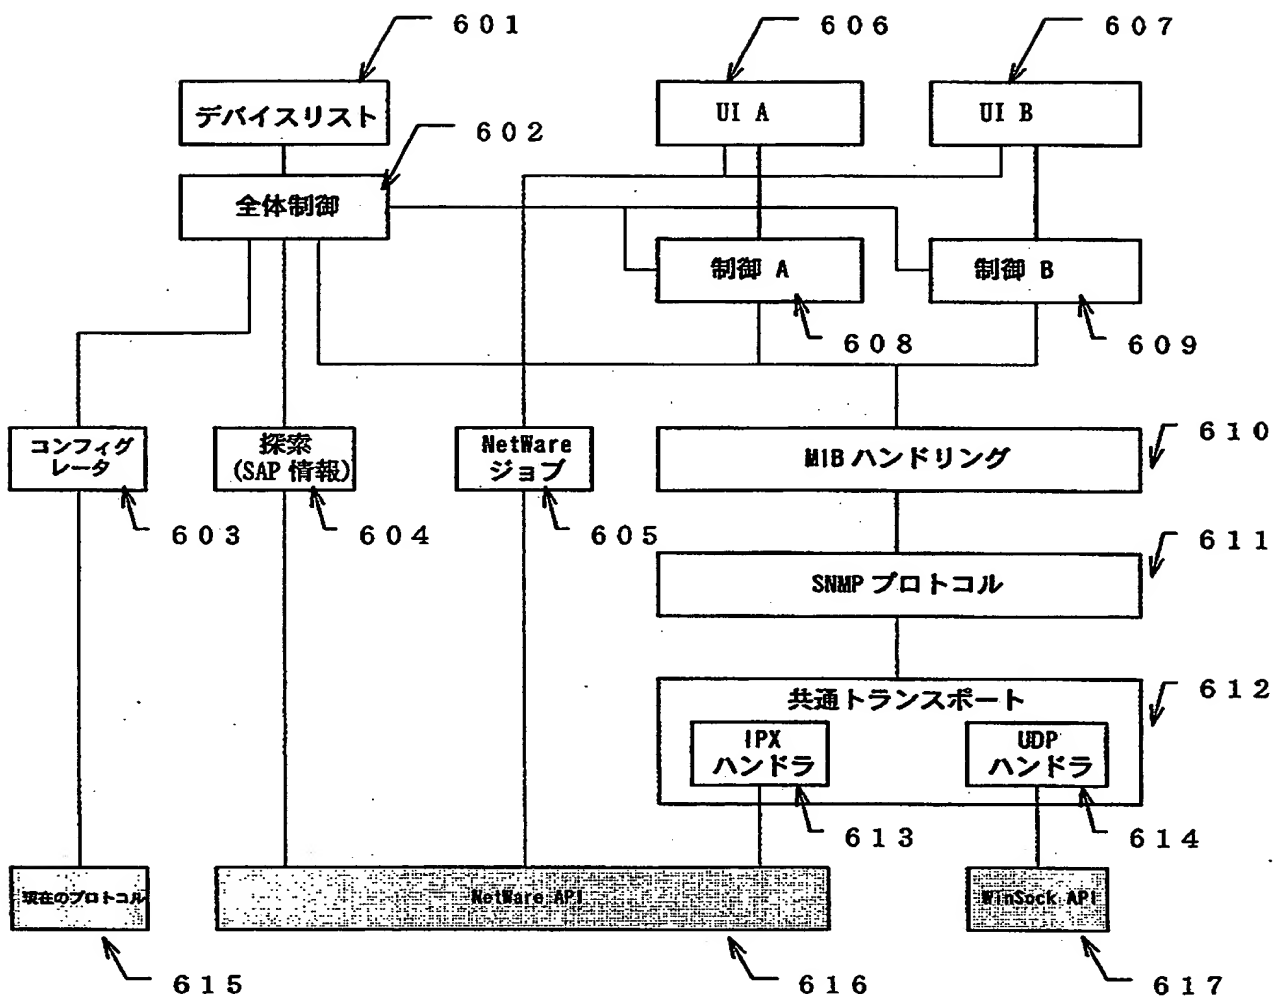 ６０１
６０６
６０７
デバイスリスト
UI A
UI B
６０２
全体制御
制御 A
制御 B
６０８
６０９
コンフィグ
レータ
探索
(SAP 情報)
NetWare
ジョブ
MIB ハンドリング
６１０
６０３
６０４
６０５
６１１
SNMP プロトコル
６１２
共通トランスポート
IPX
ハンドラ
UDP
ハンドラ
６１３
６１４
現在のプロトコル
NetWare API
WinSock API
６１５
６１６
６１７